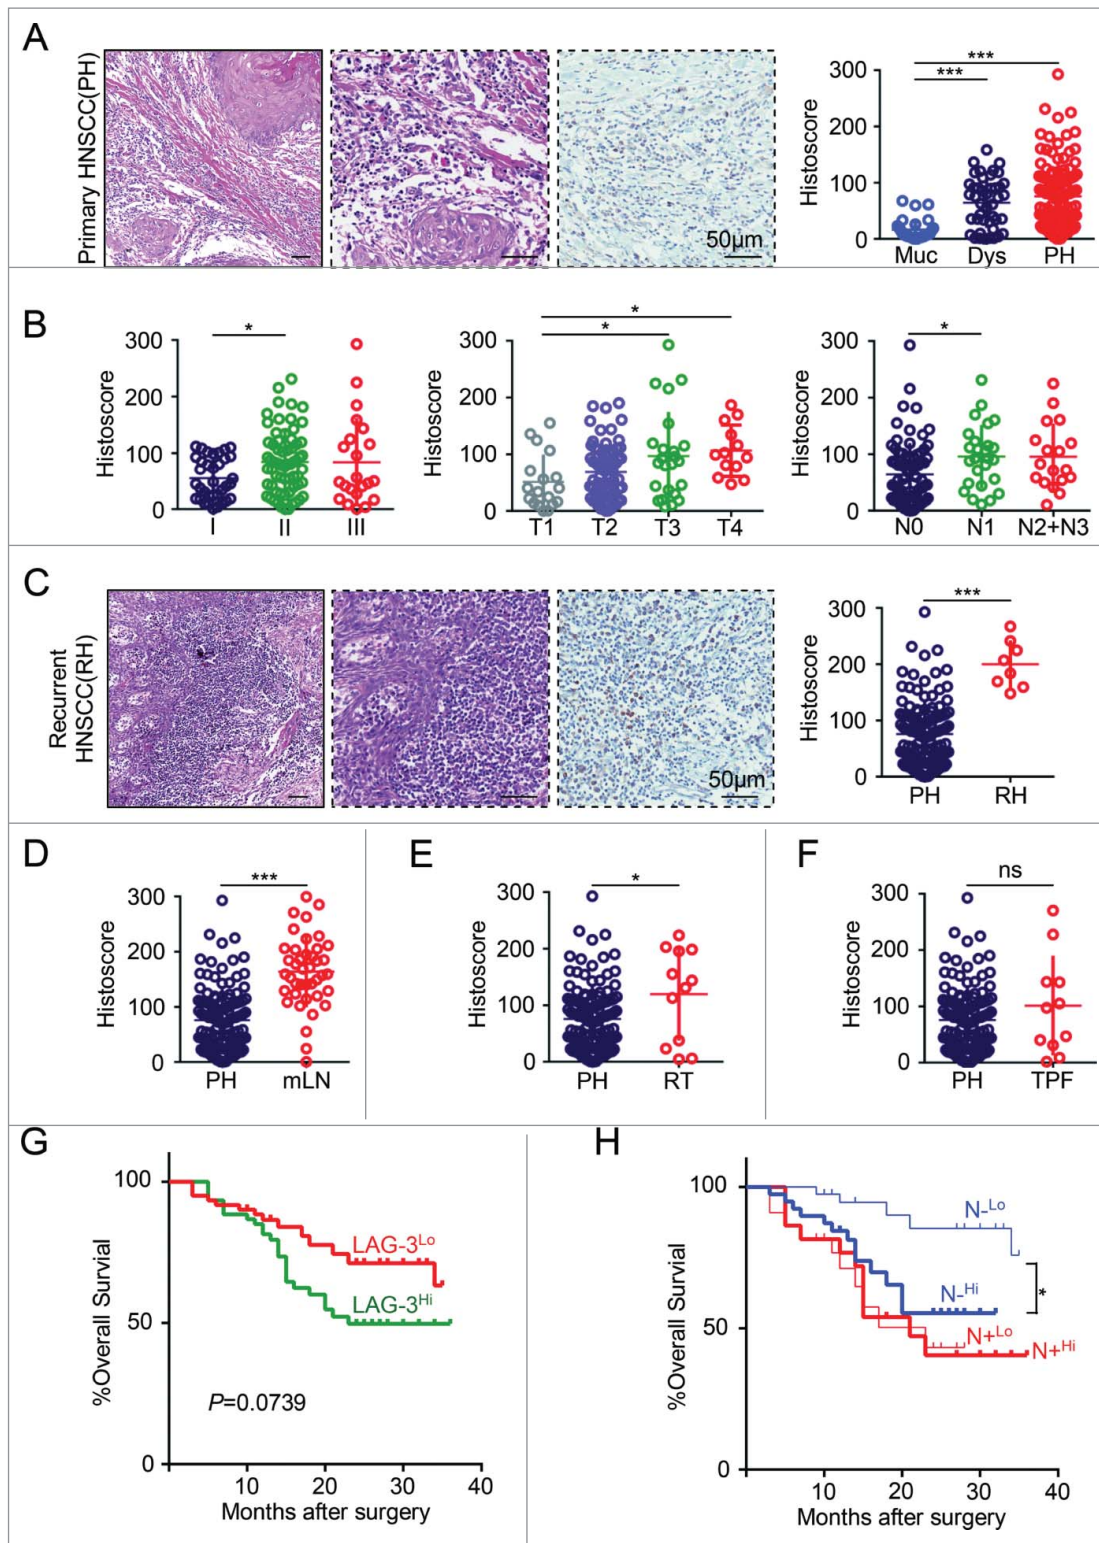 A
Primary HNSCC(PH)
50µm
Histoscore
300
200
100
0
***
***
Muc Dys PH
B
Histoscore
300
200
100
0
*
I II III
Histoscore
300
200
100
0
*
*
T1 T2 T3 T4
Histoscore
300
200
100
0
*
N0 N1 N2+N3
C
Recurrent
HNSCC(RH)
50µm
Histoscore
300
200
100
0
***
PH RH
D
Histoscore
300
200
100
0
***
PH mLN
E
Histoscore
300
200
100
0
*
PH RT
F
Histoscore
300
200
100
0
ns
PH TPF
G
%Overall Survial
100
50
0
LAG-3Lo
LAG-3Hi
P=0.0739
10 20 30 40
Months after surgery
H
%Overall Survial
100
50
0
N-Lo
N-Hi
*
N+Lo
N+Hi
10 20 30 40
Months after surgery